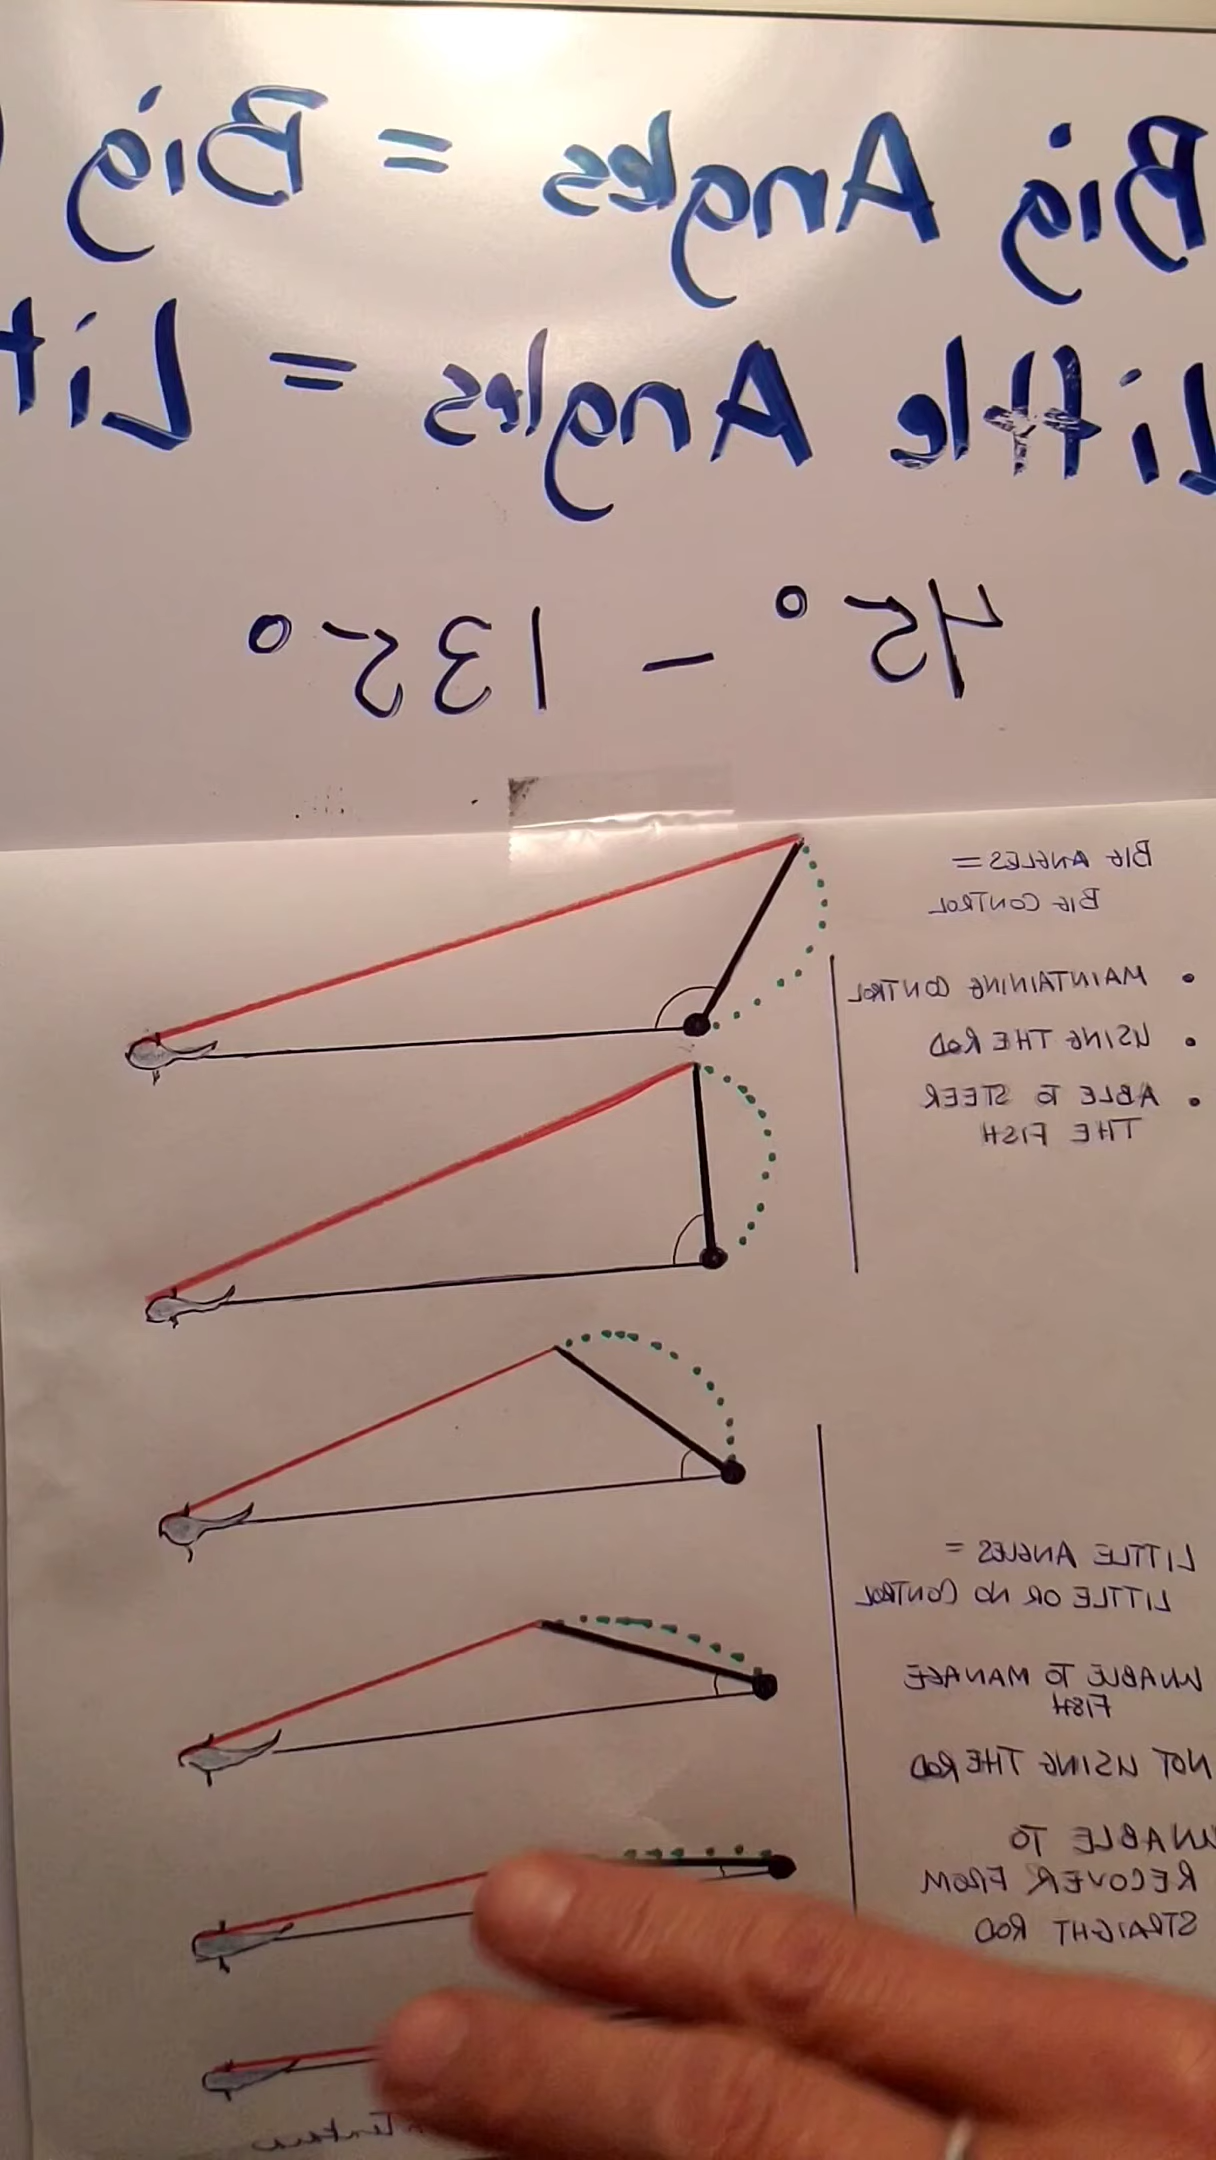 Big Angles = Big
Little Angles = Lit
45° - 135°
BIG ANGLES =
BIG CONTROL
• MAINTAINING CONTROL
• USING THE ROD
• ABLE TO STEER
THE FISH
LITTLE ANGLES =
LITTLE OR NO CONTROL
UNABLE TO MANAGE
FISH
NOT USING THE ROD
UNABLE TO
RECOVER FROM
STRAIGHT ROD